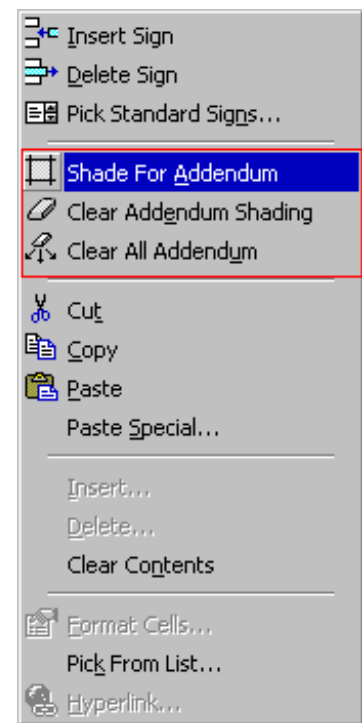 Insert Sign
Delete Sign
Pick Standard Signs...
Shade For Addendum
Clear Addendum Shading
Clear All Addendum
Cut
Copy
Paste
Paste Special...
Insert...
Delete...
Clear Contents
Format Cells...
Pick From List...
Hyperlink...